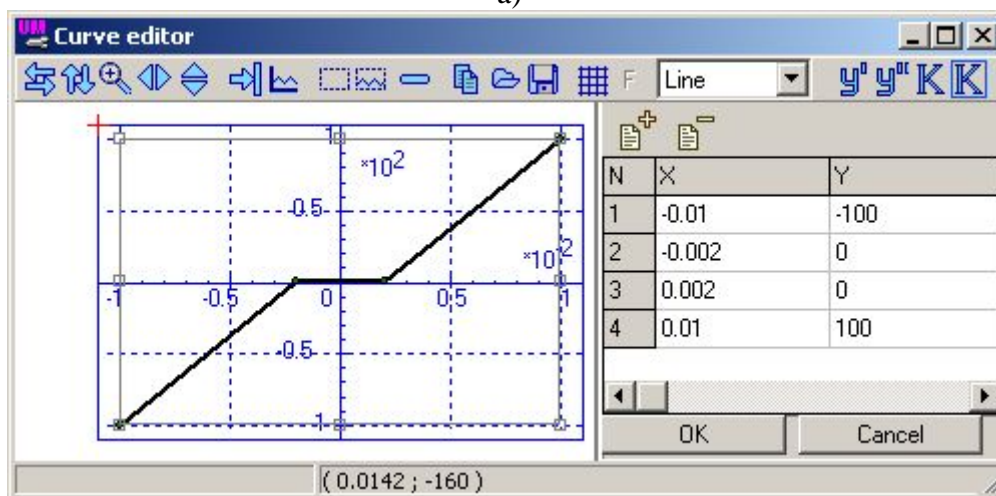 a)
UM Curve editor
F Line y' y'' K K
1
*10²
0.5
*10²
-1 -0.5 0 0.5 1
-0.5
-1
N X Y
1 -0.01 -100
2 -0.002 0
3 0.002 0
4 0.01 100
OK Cancel
( 0.0142 ; -160 )